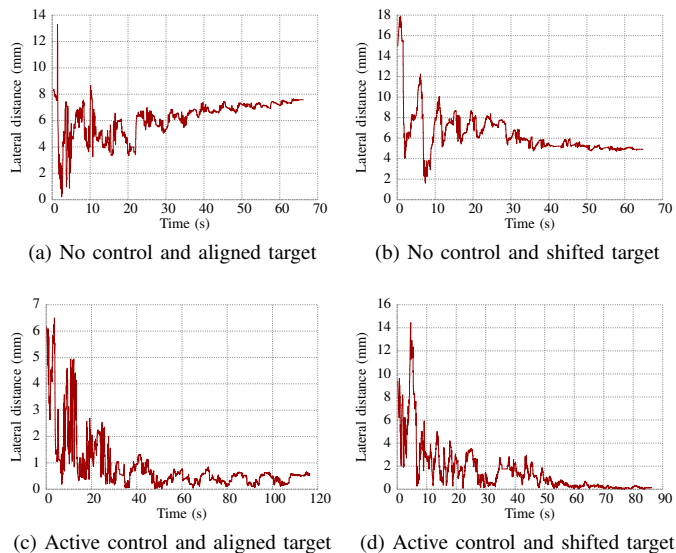 14
12
10
8
6
4
2
0
Lateral distance (mm)
0 10 20 30 40 50 60 70
Time (s)
(a) No control and aligned target
18
16
14
12
10
8
6
4
2
0
Lateral distance (mm)
0 10 20 30 40 50 60 70
Time (s)
(b) No control and shifted target
7
6
5
4
3
2
1
0
Lateral distance (mm)
0 20 40 60 80 100 120
Time (s)
(c) Active control and aligned target
16
14
12
10
8
6
4
2
0
Lateral distance (mm)
0 10 20 30 40 50 60 70 80 90
Time (s)
(d) Active control and shifted target